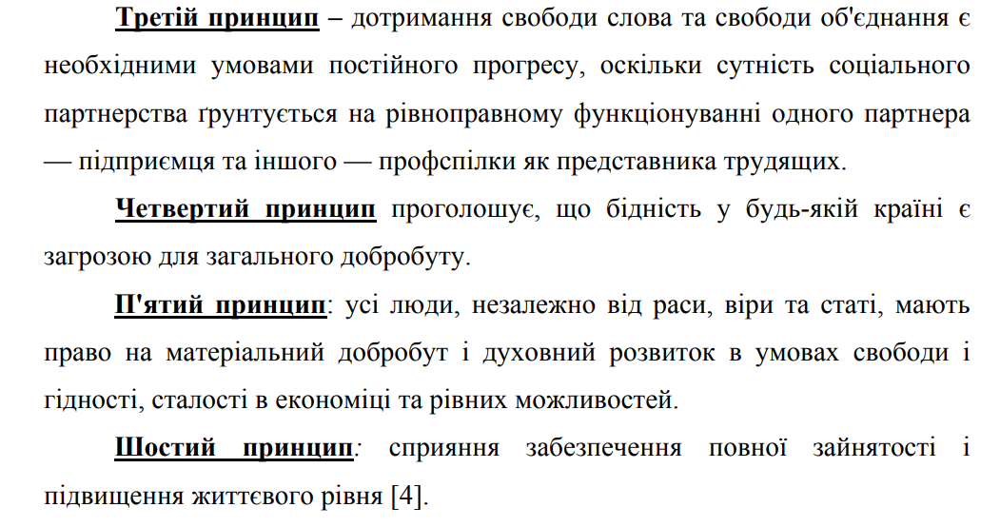 Третій принцип – дотримання свободи слова та свободи об'єднання є
необхідними умовами постійного прогресу, оскільки сутність соціального
партнерства ґрунтується на рівноправному функціонуванні одного партнера
— підприємця та іншого — профспілки як представника трудящих.
Четвертий принцип проголошує, що бідність у будь-якій країні є
загрозою для загального добробуту.
П'ятий принцип: усі люди, незалежно від раси, віри та статі, мають
право на матеріальний добробут і духовний розвиток в умовах свободи і
гідності, сталості в економіці та рівних можливостей.
Шостий принцип: сприяння забезпечення повної зайнятості і
підвищення життєвого рівня [4].